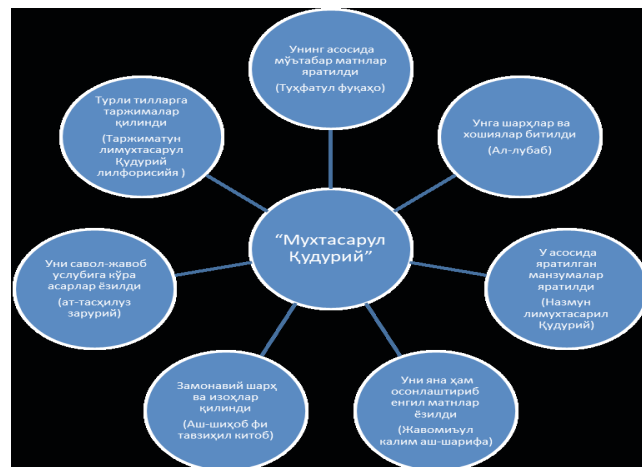 Унинг асосида
мўътабар матнлар
яратилди
(Туҳфатул фуқаҳо)
Унга шарҳлар ва
хошиялар битилди
(Ал-лубаб)
У асосида
яратилган
манзумалар
яратилди
(Назмун
лимухтасарил
Қудурий)
Уни яна ҳам
осонлаштириб
енгил матнлар
ёзилди
(Жавомиъул
калим аш-шарифа)
Замонавий шарҳ
ва изоҳлар
қилинди
(Аш-шиҳоб фи
тавзиҳил китоб)
Уни савол-жавоб
услубига кўра
асарлар ёзилди
(ат-тасҳилуз
зарурий)
Турли тилларга
таржималар
қилинди
(Таржиматун
лимухтасарул
Қудурий
лилфорисийя )
“Мухтасарул
Қудурий”